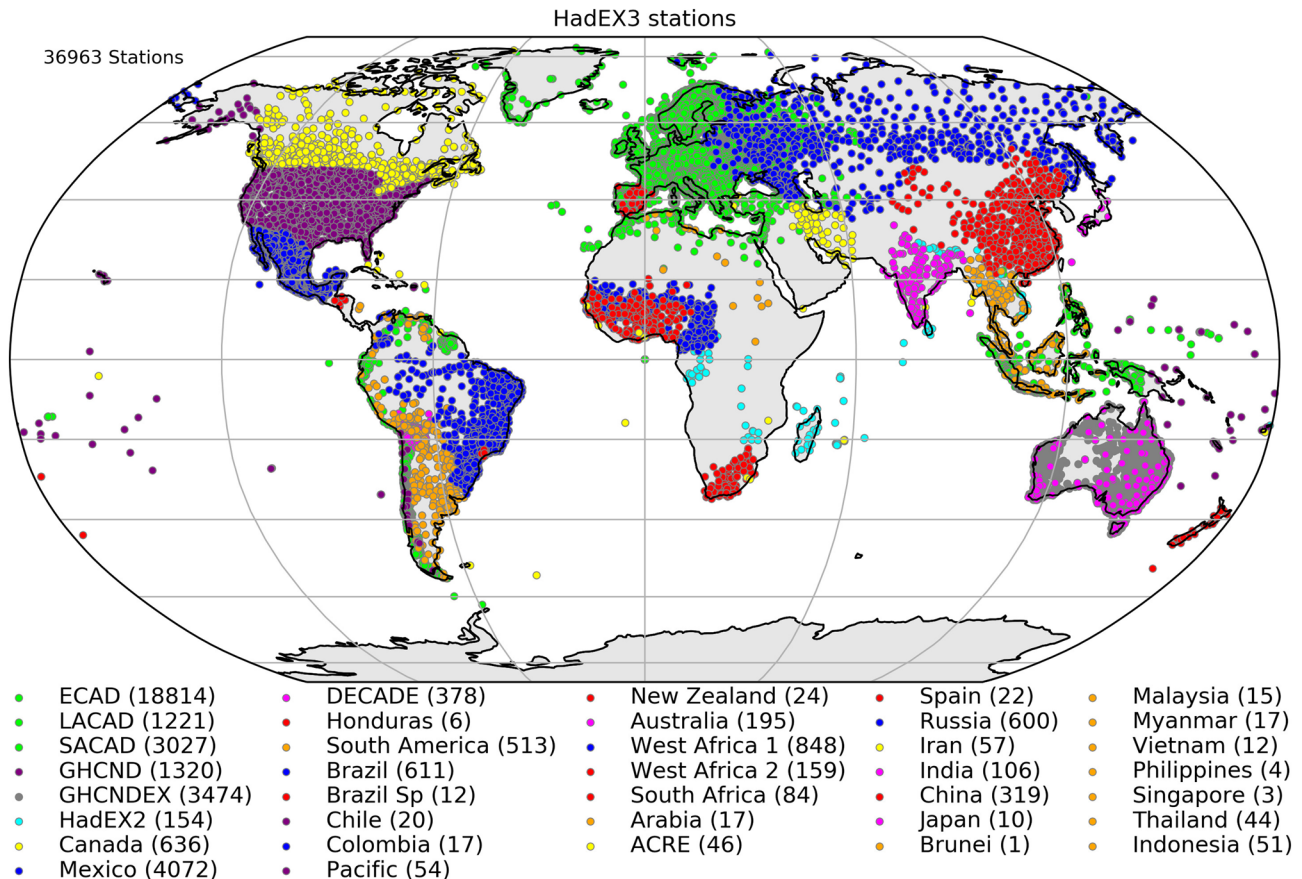 HadEX3 stations
36963 Stations
ECAD (18814)
LACAD (1221)
SACAD (3027)
GHCND (1320)
GHCNDEX (3474)
HadEX2 (154)
Canada (636)
Mexico (4072)
DECADE (378)
Honduras (6)
South America (513)
Brazil (611)
Brazil Sp (12)
Chile (20)
Colombia (17)
Pacific (54)
New Zealand (24)
Australia (195)
West Africa 1 (848)
West Africa 2 (159)
South Africa (84)
Arabia (17)
ACRE (46)
Spain (22)
Russia (600)
Iran (57)
India (106)
China (319)
Japan (10)
Brunei (1)
Malaysia (15)
Myanmar (17)
Vietnam (12)
Philippines (4)
Singapore (3)
Thailand (44)
Indonesia (51)